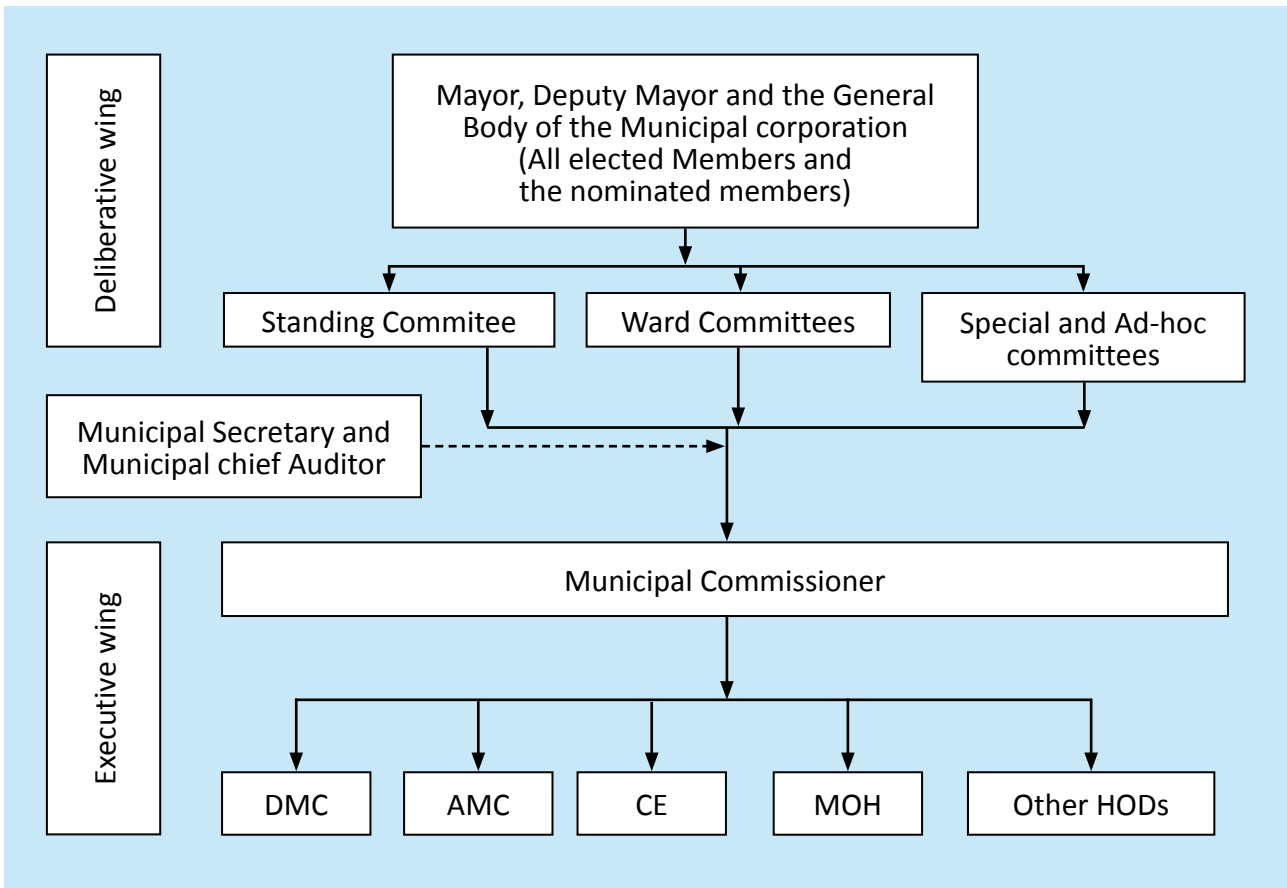 Deliberative wing
Mayor, Deputy Mayor and the General
Body of the Municipal corporation
(All elected Members and
the nominated members)
Standing Commitee
Ward Committees
Special and Ad-hoc
committees
Municipal Secretary and
Municipal chief Auditor
Executive wing
Municipal Commissioner
DMC
AMC
CE
MOH
Other HODs